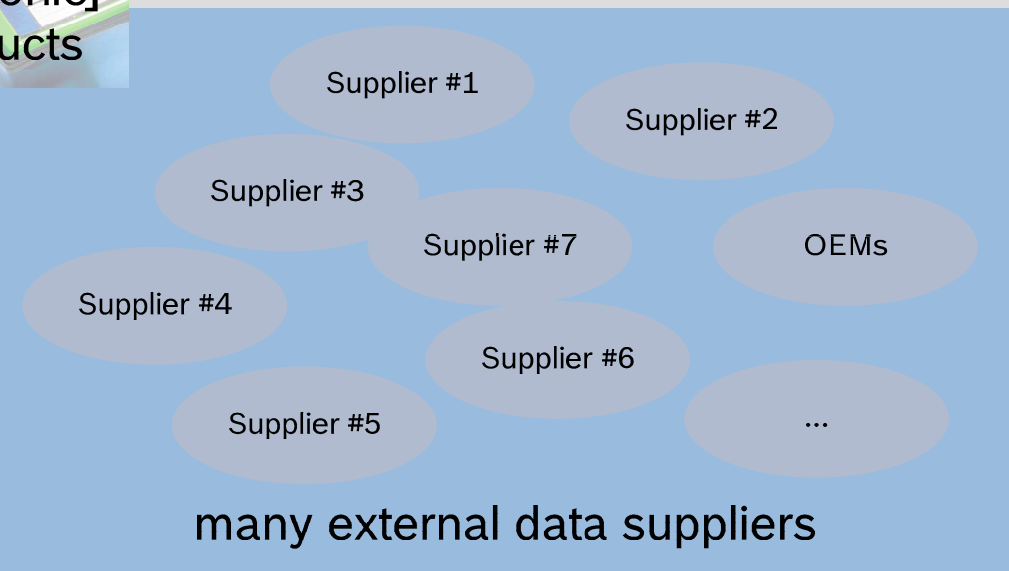 ucts
Supplier #1
Supplier #2
Supplier #3
Supplier #7
OEMs
Supplier #4
Supplier #6
Supplier #5
...
many external data suppliers